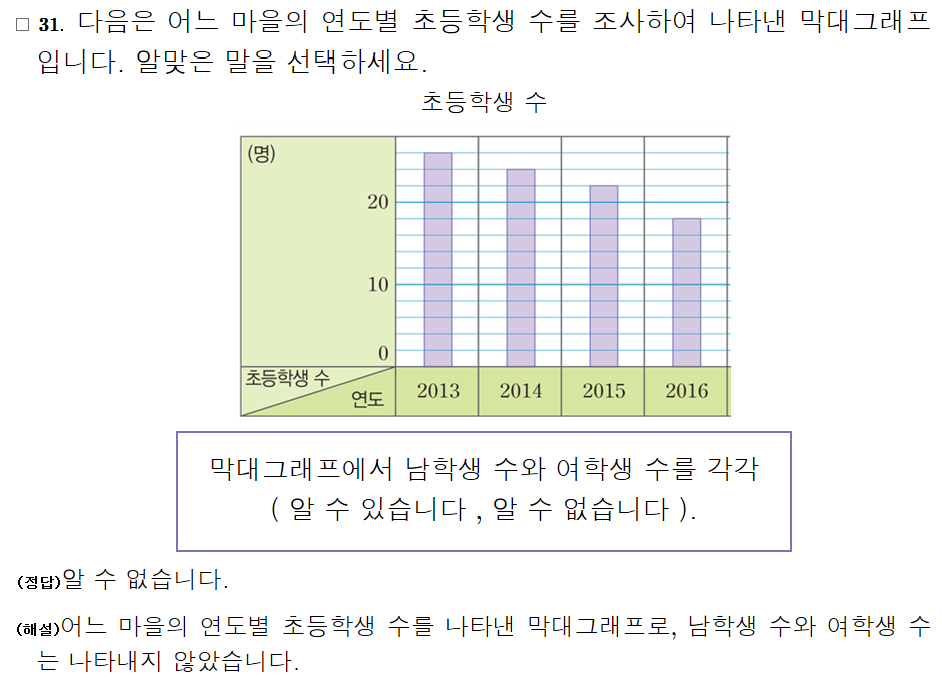 □ 31. 다음은 어느 마을의 연도별 초등학생 수를 조사하여 나타낸 막대그래프
입니다. 알맞은 말을 선택하세요.
초등학생 수
(명)
20
10
0
초등학생 수
연도
2013 2014 2015 2016
막대그래프에서 남학생 수와 여학생 수를 각각
( 알 수 있습니다 , 알 수 없습니다 ).
(정답)알 수 없습니다.
(해설)어느 마을의 연도별 초등학생 수를 나타낸 막대그래프로, 남학생 수와 여학생 수
는 나타내지 않았습니다.